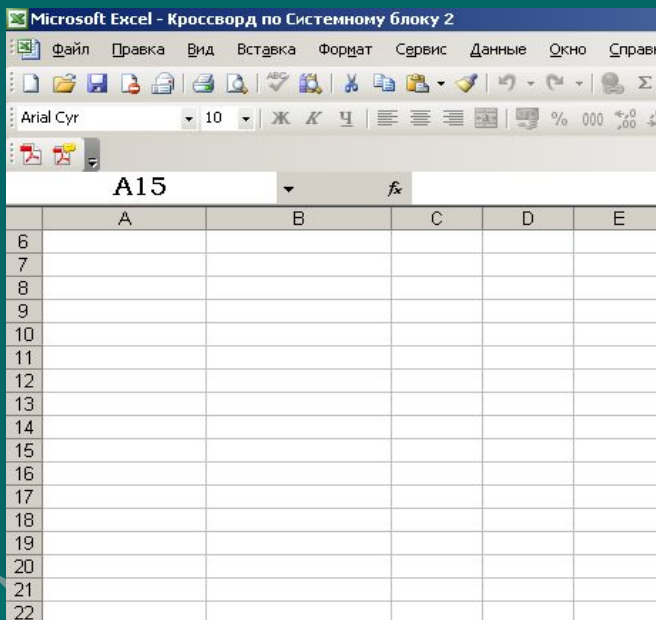 Microsoft Excel - Кроссворд по Системному блоку 2
Файл Правка Вид Вставка Формат Сервис Данные Окно
ABC Σ
Arial Cyr 10 Ж К Ч % 000
A15 fx
A B C D E
6
7
8
9
10
11
12
13
14
15
16
17
18
19
20
21
22